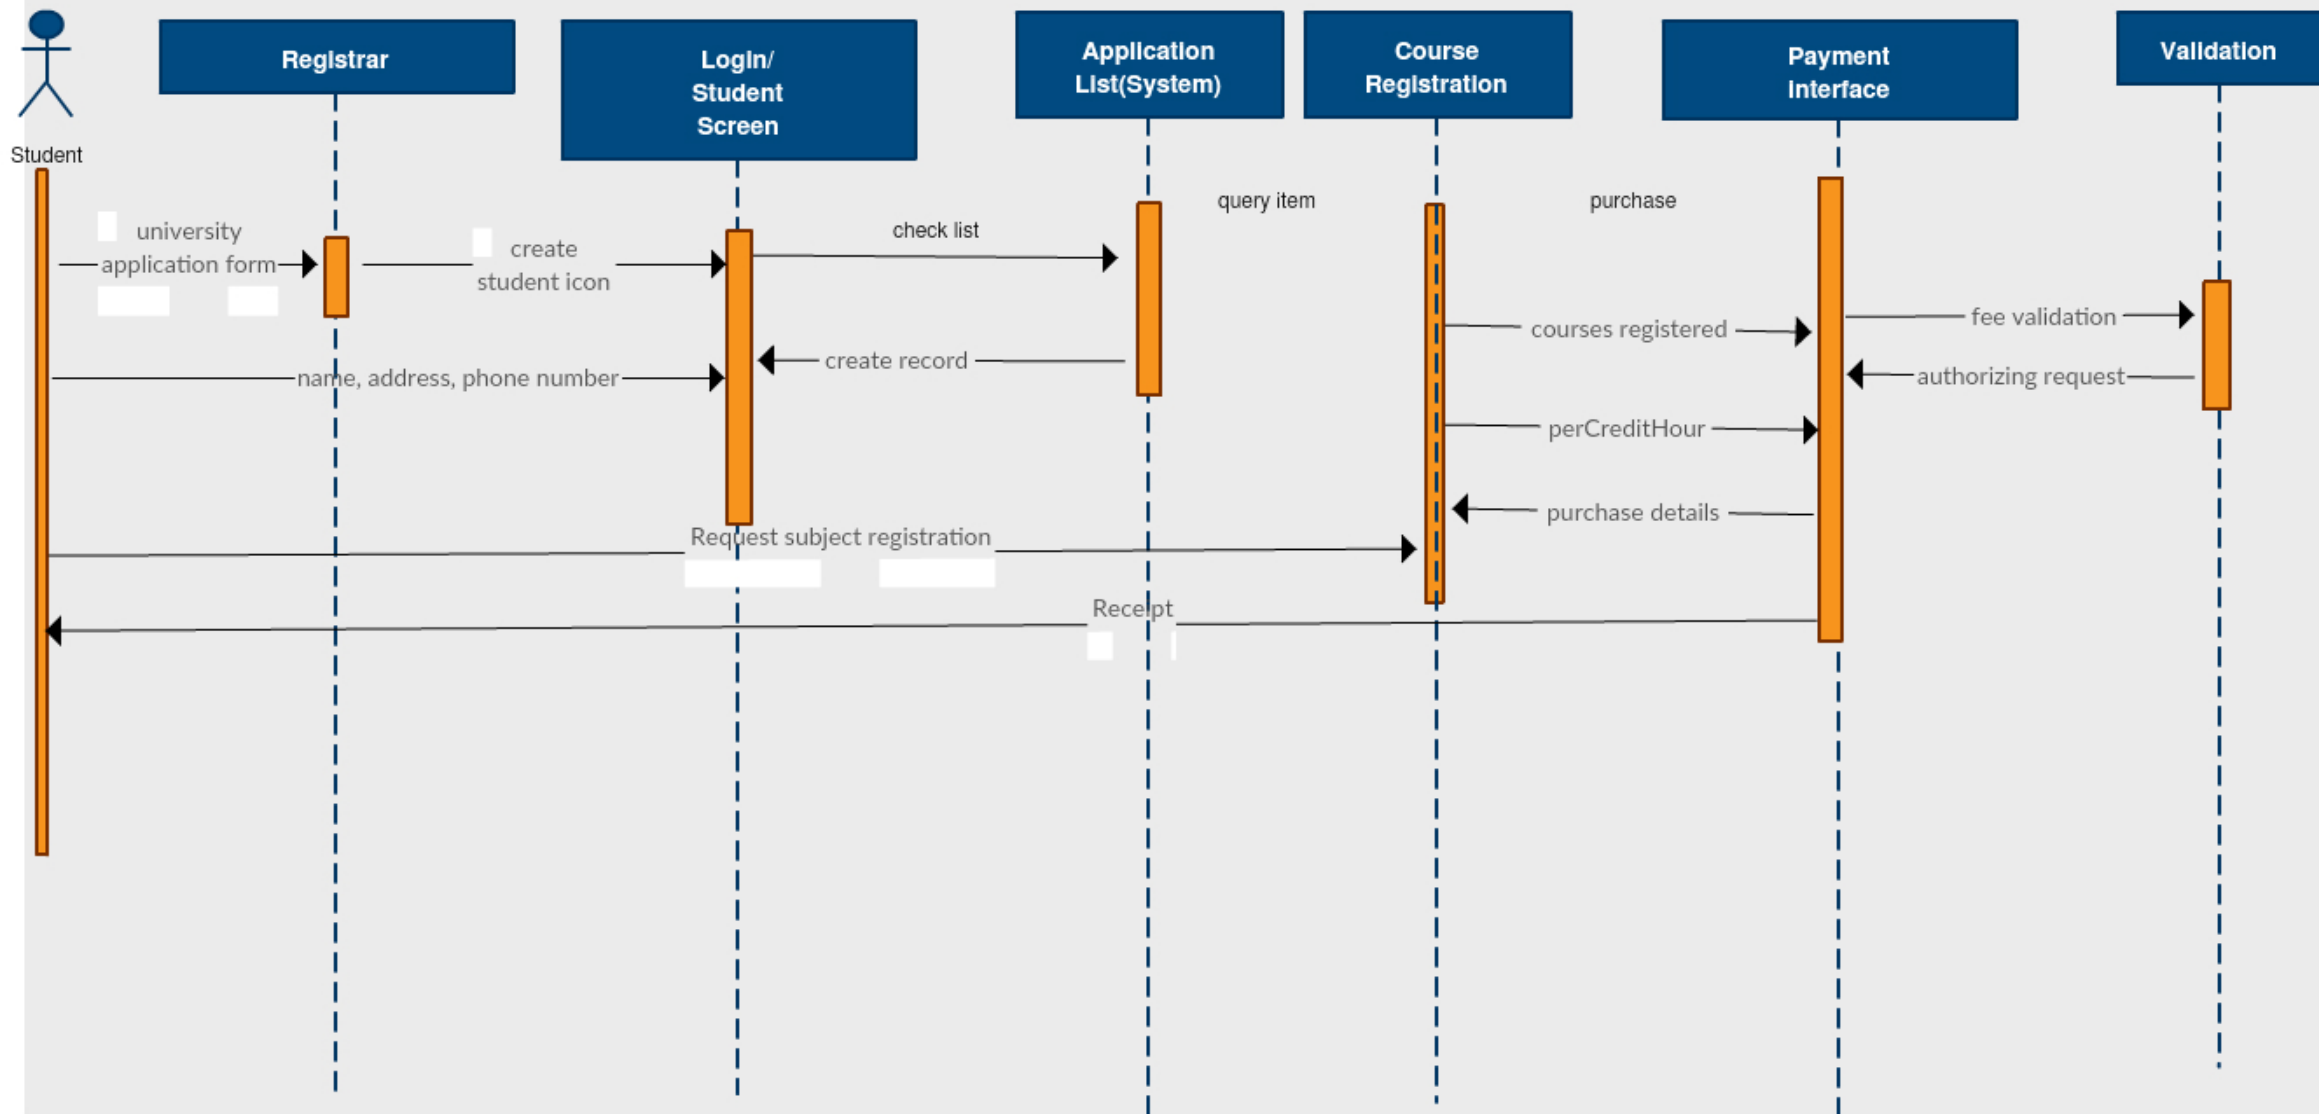 Registrar
Login/
Student
Screen
Application
List(System)
Course
Registration
Payment
Interface
Validation
Student
query item
purchase
university
application form
create
student icon
check list
courses registered
fee validation
create record
name, address, phone number
authorizing request
perCreditHour
purchase details
Request subject registration
Receipt